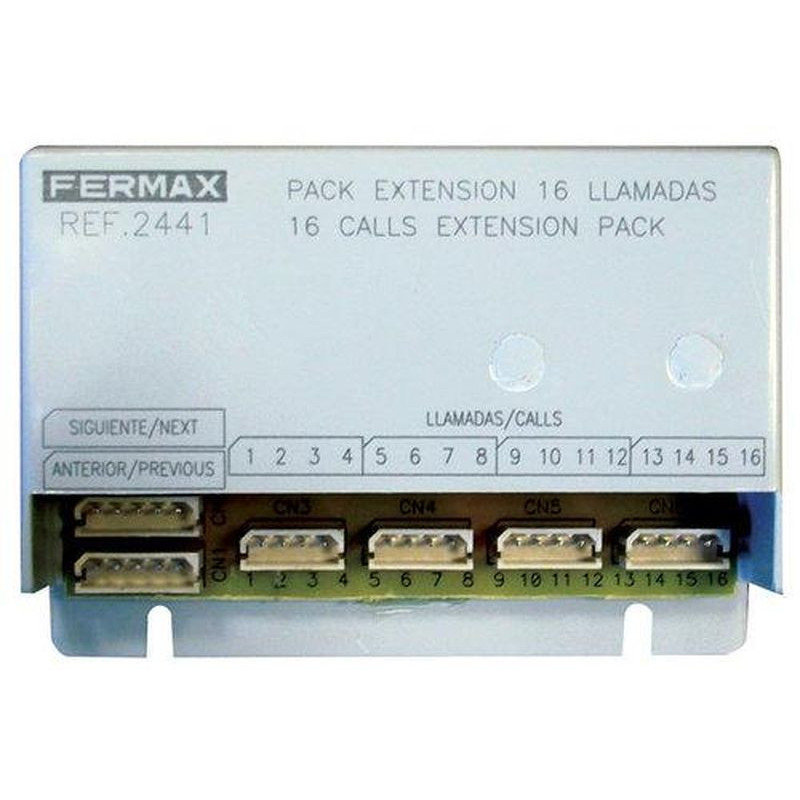 FERMAX
REF.2441
PACK EXTENSION 16 LLAMADAS
16 CALLS EXTENSION PACK
SIGUIENTE/NEXT
ANTERIOR/PREVIOUS
LLAMADAS/CALLS
1 2 3 4 5 6 7 8 9 10 11 12 13 14 15 16
CN3 CN4 CN5
CN1
1 2 3 4 5 6 7 8 9 10 11 12 13 14 15 16